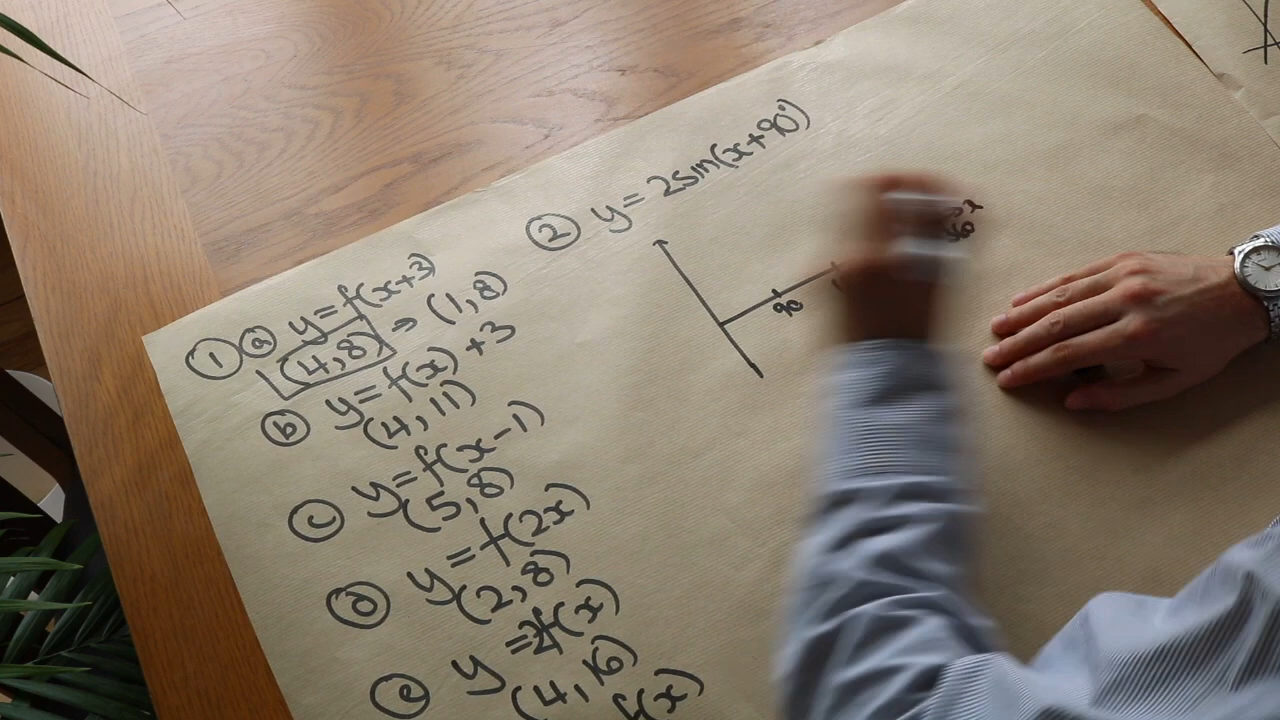 ① ⓐ y = f(x+3)
(4,8) ⇒ (1,8)
ⓑ y = f(x) +3
(4,11)
ⓒ y = f(x-1)
(5,8)
ⓓ y = f(2x)
(2,8)
ⓔ y = 2f(x)
(4,16)
f(x)
② y = 2sin(x+90°)
90
x